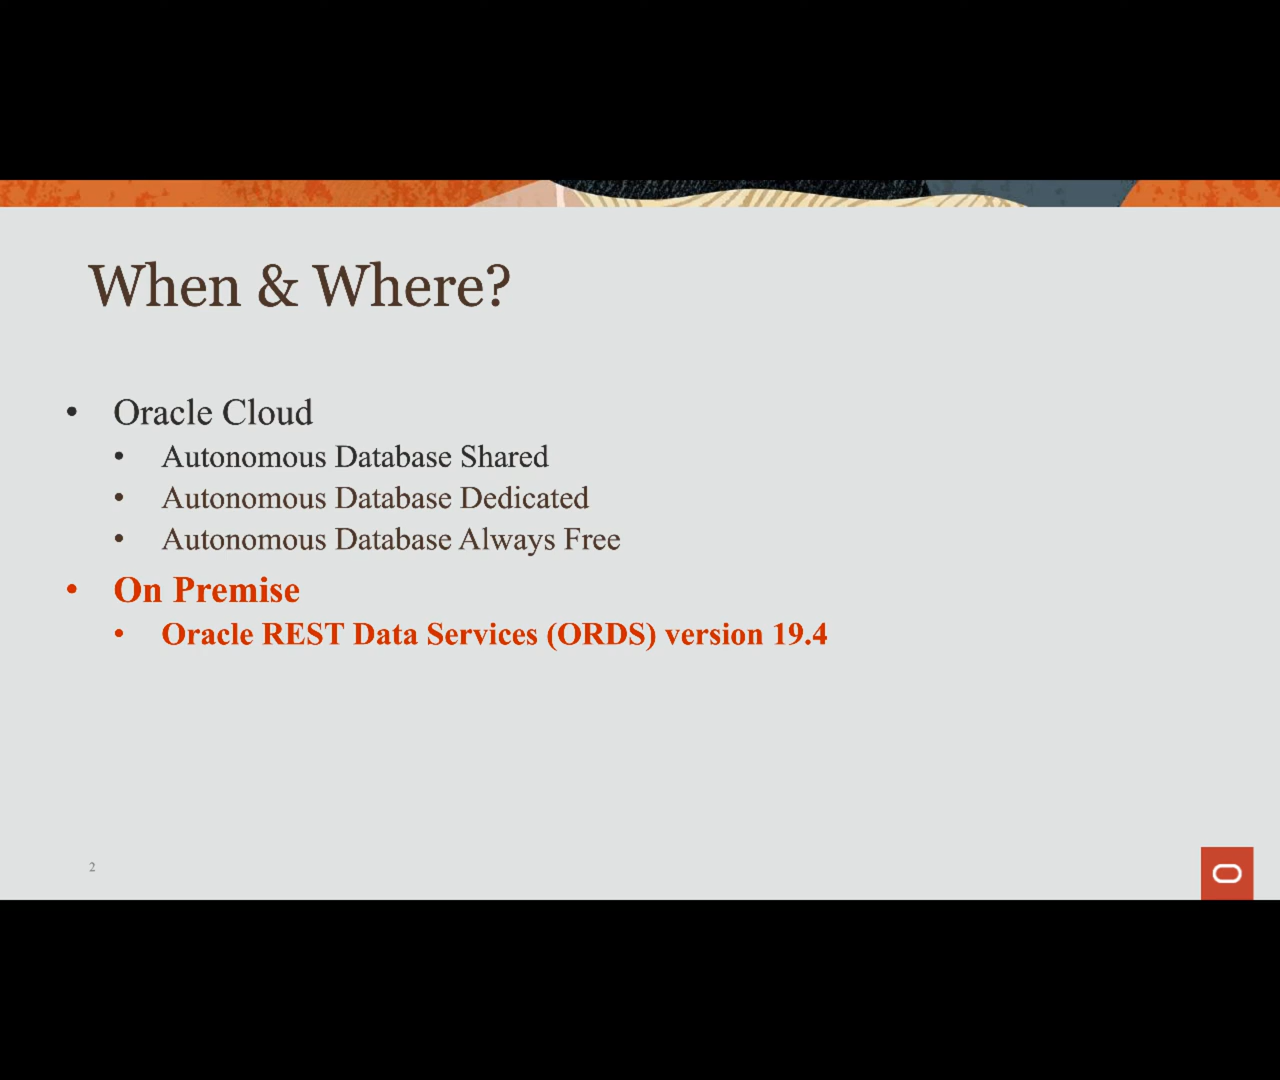 When & Where?
• Oracle Cloud
• Autonomous Database Shared
• Autonomous Database Dedicated
• Autonomous Database Always Free
• On Premise
• Oracle REST Data Services (ORDS) version 19.4
2